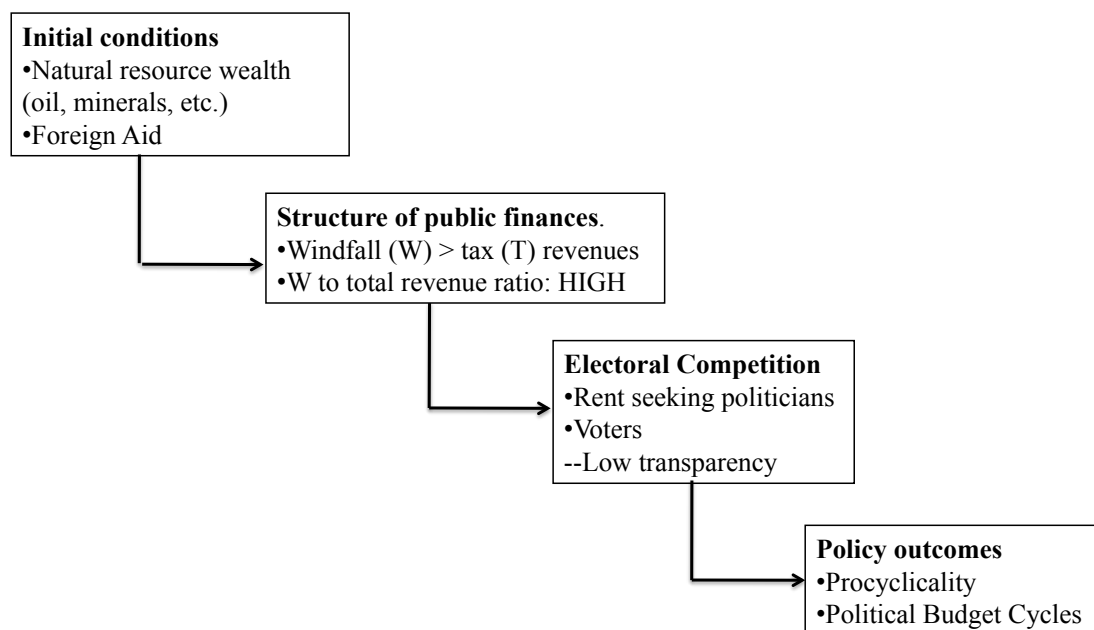 Initial conditions
•Natural resource wealth
(oil, minerals, etc.)
•Foreign Aid
Structure of public finances.
•Windfall (W) > tax (T) revenues
•W to total revenue ratio: HIGH
Electoral Competition
•Rent seeking politicians
•Voters
--Low transparency
Policy outcomes
•Procyclicality
•Political Budget Cycles